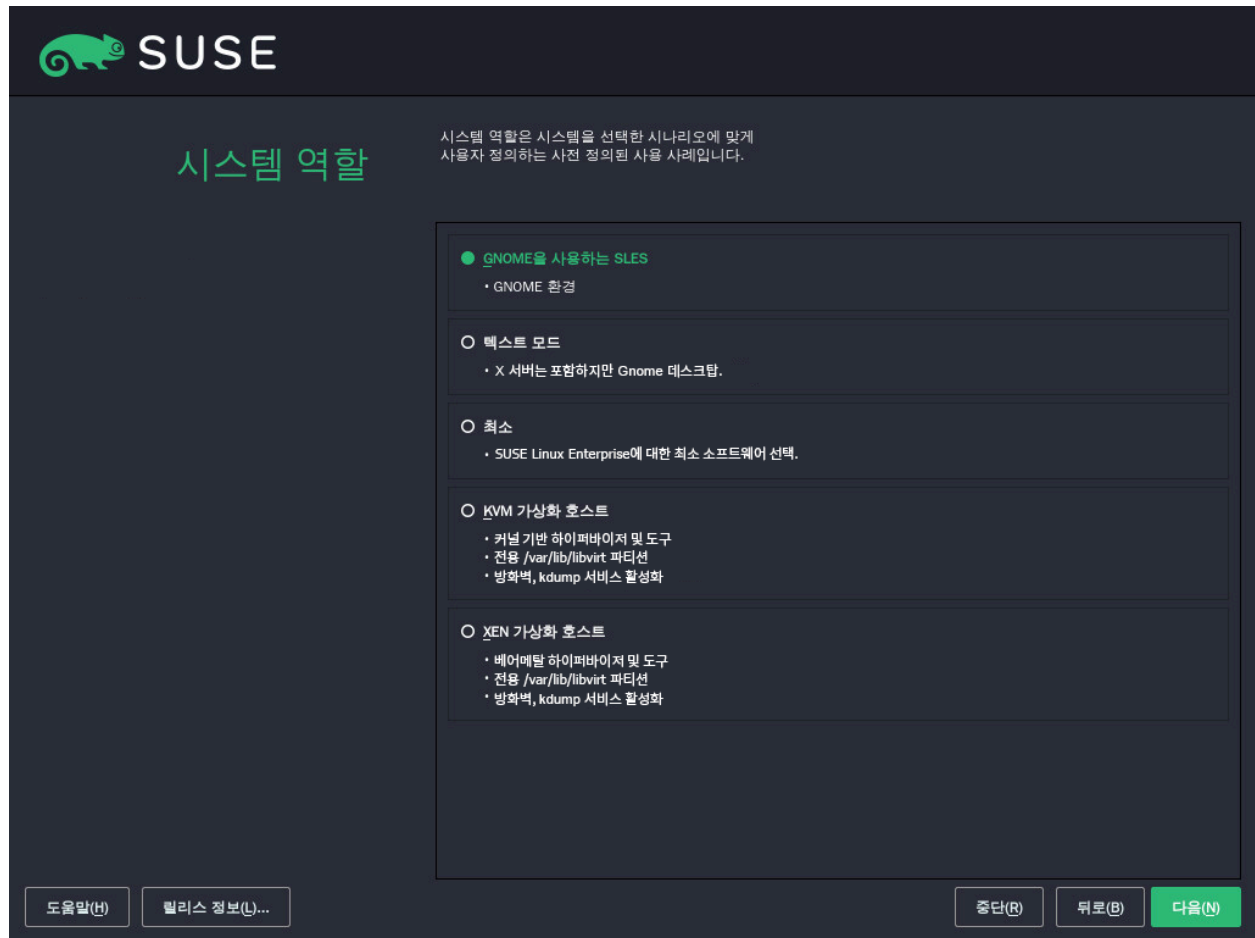 SUSE
시스템 역할
시스템 역할은 시스템을 선택한 시나리오에 맞게
사용자 정의하는 사전 정의된 사용 사례입니다.
GNOME을 사용하는 SLES
• GNOME 환경
텍스트 모드
• X 서버는 포함하지만 Gnome 데스크탑.
최소
• SUSE Linux Enterprise에 대한 최소 소프트웨어 선택.
KVM 가상화 호스트
• 커널 기반 하이퍼바이저 및 도구
• 전용 /var/lib/libvirt 파티션
• 방화벽, kdump 서비스 활성화
XEN 가상화 호스트
• 베어메탈 하이퍼바이저 및 도구
• 전용 /var/lib/libvirt 파티션
• 방화벽, kdump 서비스 활성화
도움말(H) 릴리스 정보(L)... 중단(R) 뒤로(B) 다음(N)